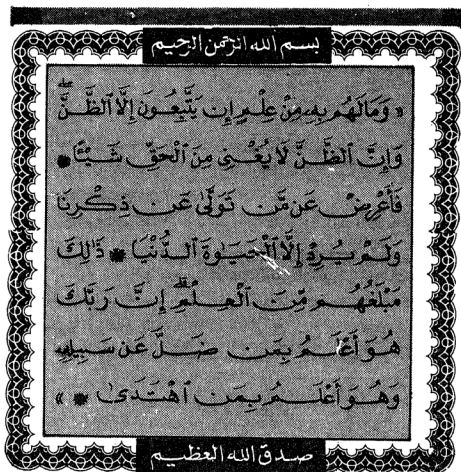 بسم الله الرحمن الرحيم
« وَمَا لَهُم بِهِۦ مِنْ عِلْمٍ إِن يَتَّبِعُونَ إِلَّا ٱلظَّنَّ ۖ
وَإِنَّ ٱلظَّنَّ لَا يُغْنِى مِنَ ٱلْحَقِّ شَيْـًٔا *
فَأَعْرِضْ عَن مَّن تَوَلَّىٰ عَن ذِكْرِنَا
وَلَمْ يُرِدْ إِلَّا ٱلْحَيَوٰةَ ٱلدُّنْيَا * ذَٰلِكَ
مَبْلَغُهُم مِّنَ ٱلْعِلْمِ ۚ إِنَّ رَبَّكَ
هُوَ أَعْلَمُ بِمَن ضَلَّ عَن سَبِيلِهِۦ
وَهُوَ أَعْلَمُ بِمَنِ ٱهْتَدَىٰ * »
صدق الله العظيم